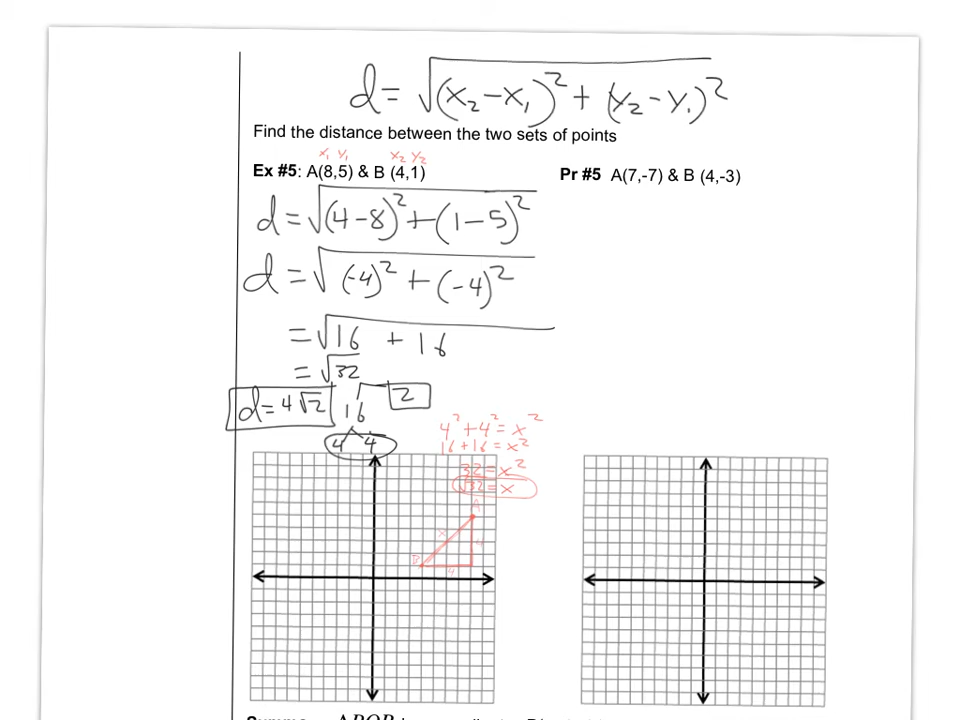 d = √(x₂ - x₁)² + (y₂ - y₁)²
Find the distance between the two sets of points
x₁ y₁ x₂ y₂
Ex #5: A(8,5) & B (4,1)
d = √(4 - 8)² + (1 - 5)²
d = √(-4)² + (-4)²
= √16 + 16
= √32
d = 4√2
16 2
4 4
4² + 4² = x²
16 + 16 = x²
32 = x²
√32 = x
A
x 4
B
4
Pr #5 A(7,-7) & B (4,-3)